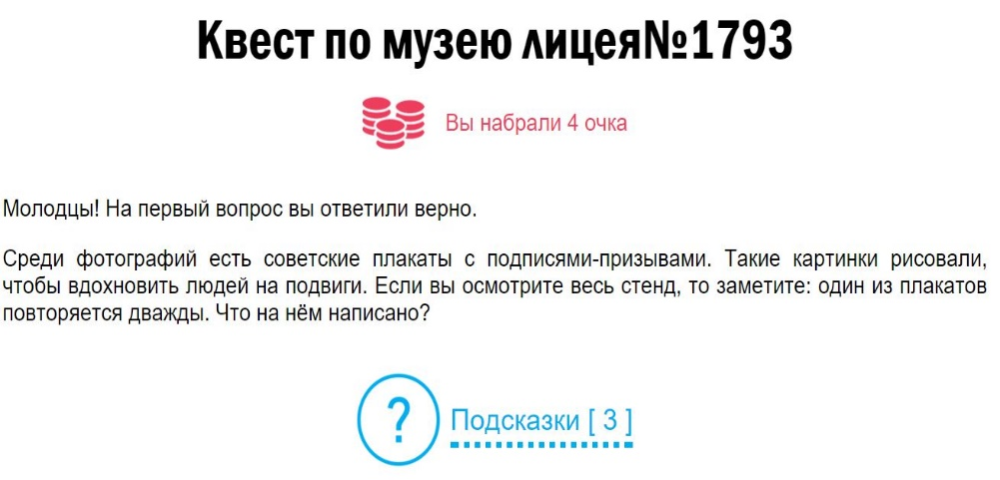 Квест по музею лицея№1793
Вы набрали 4 очка
Молодцы! На первый вопрос вы ответили верно.
Среди фотографий есть советские плакаты с подписями-призывами. Такие картинки рисовали,
чтобы вдохновить людей на подвиги. Если вы осмотрите весь стенд, то заметите: один из плакатов
повторяется дважды. Что на нём написано?
?
Подсказки [ 3 ]